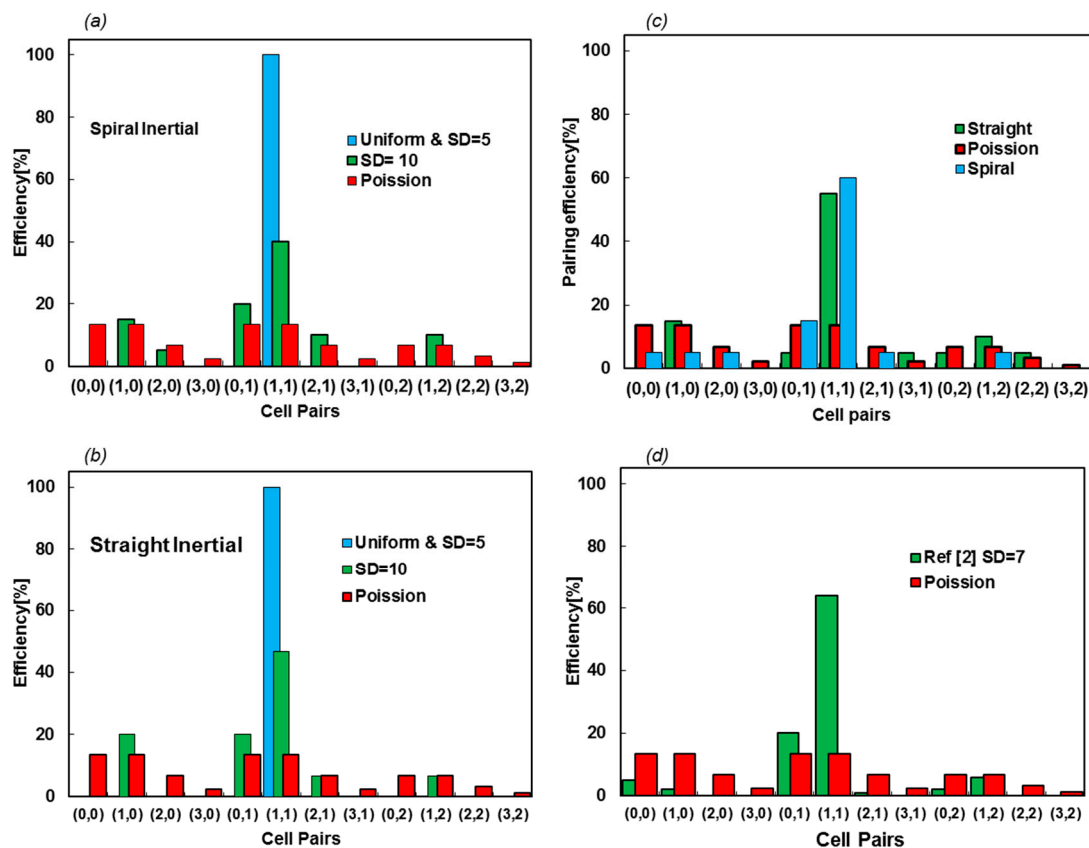 (a)
100
80
60
40
20
0
Efficiency[%]
Spiral Inertial
Uniform & SD=5
SD= 10
Poission
(0,0) (1,0) (2,0) (3,0) (0,1) (1,1) (2,1) (3,1) (0,2) (1,2) (2,2) (3,2)
Cell Pairs
(c)
100
80
60
40
20
0
Pairing efficiency[%]
Straight
Poission
Spiral
(0,0) (1,0) (2,0) (3,0) (0,1) (1,1) (2,1) (3,1) (0,2) (1,2) (2,2) (3,2)
Cell pairs
(b)
100
80
60
40
20
0
Efficiency[%]
Straight Inertial
Uniform & SD=5
SD=10
Poission
(0,0) (1,0) (2,0) (3,0) (0,1) (1,1) (2,1) (3,1) (0,2) (1,2) (2,2) (3,2)
Cell Pairs
(d)
100
80
60
40
20
0
Efficiency[%]
Ref [2] SD=7
Poission
(0,0) (1,0) (2,0) (3,0) (0,1) (1,1) (2,1) (3,1) (0,2) (1,2) (2,2) (3,2)
Cell Pairs